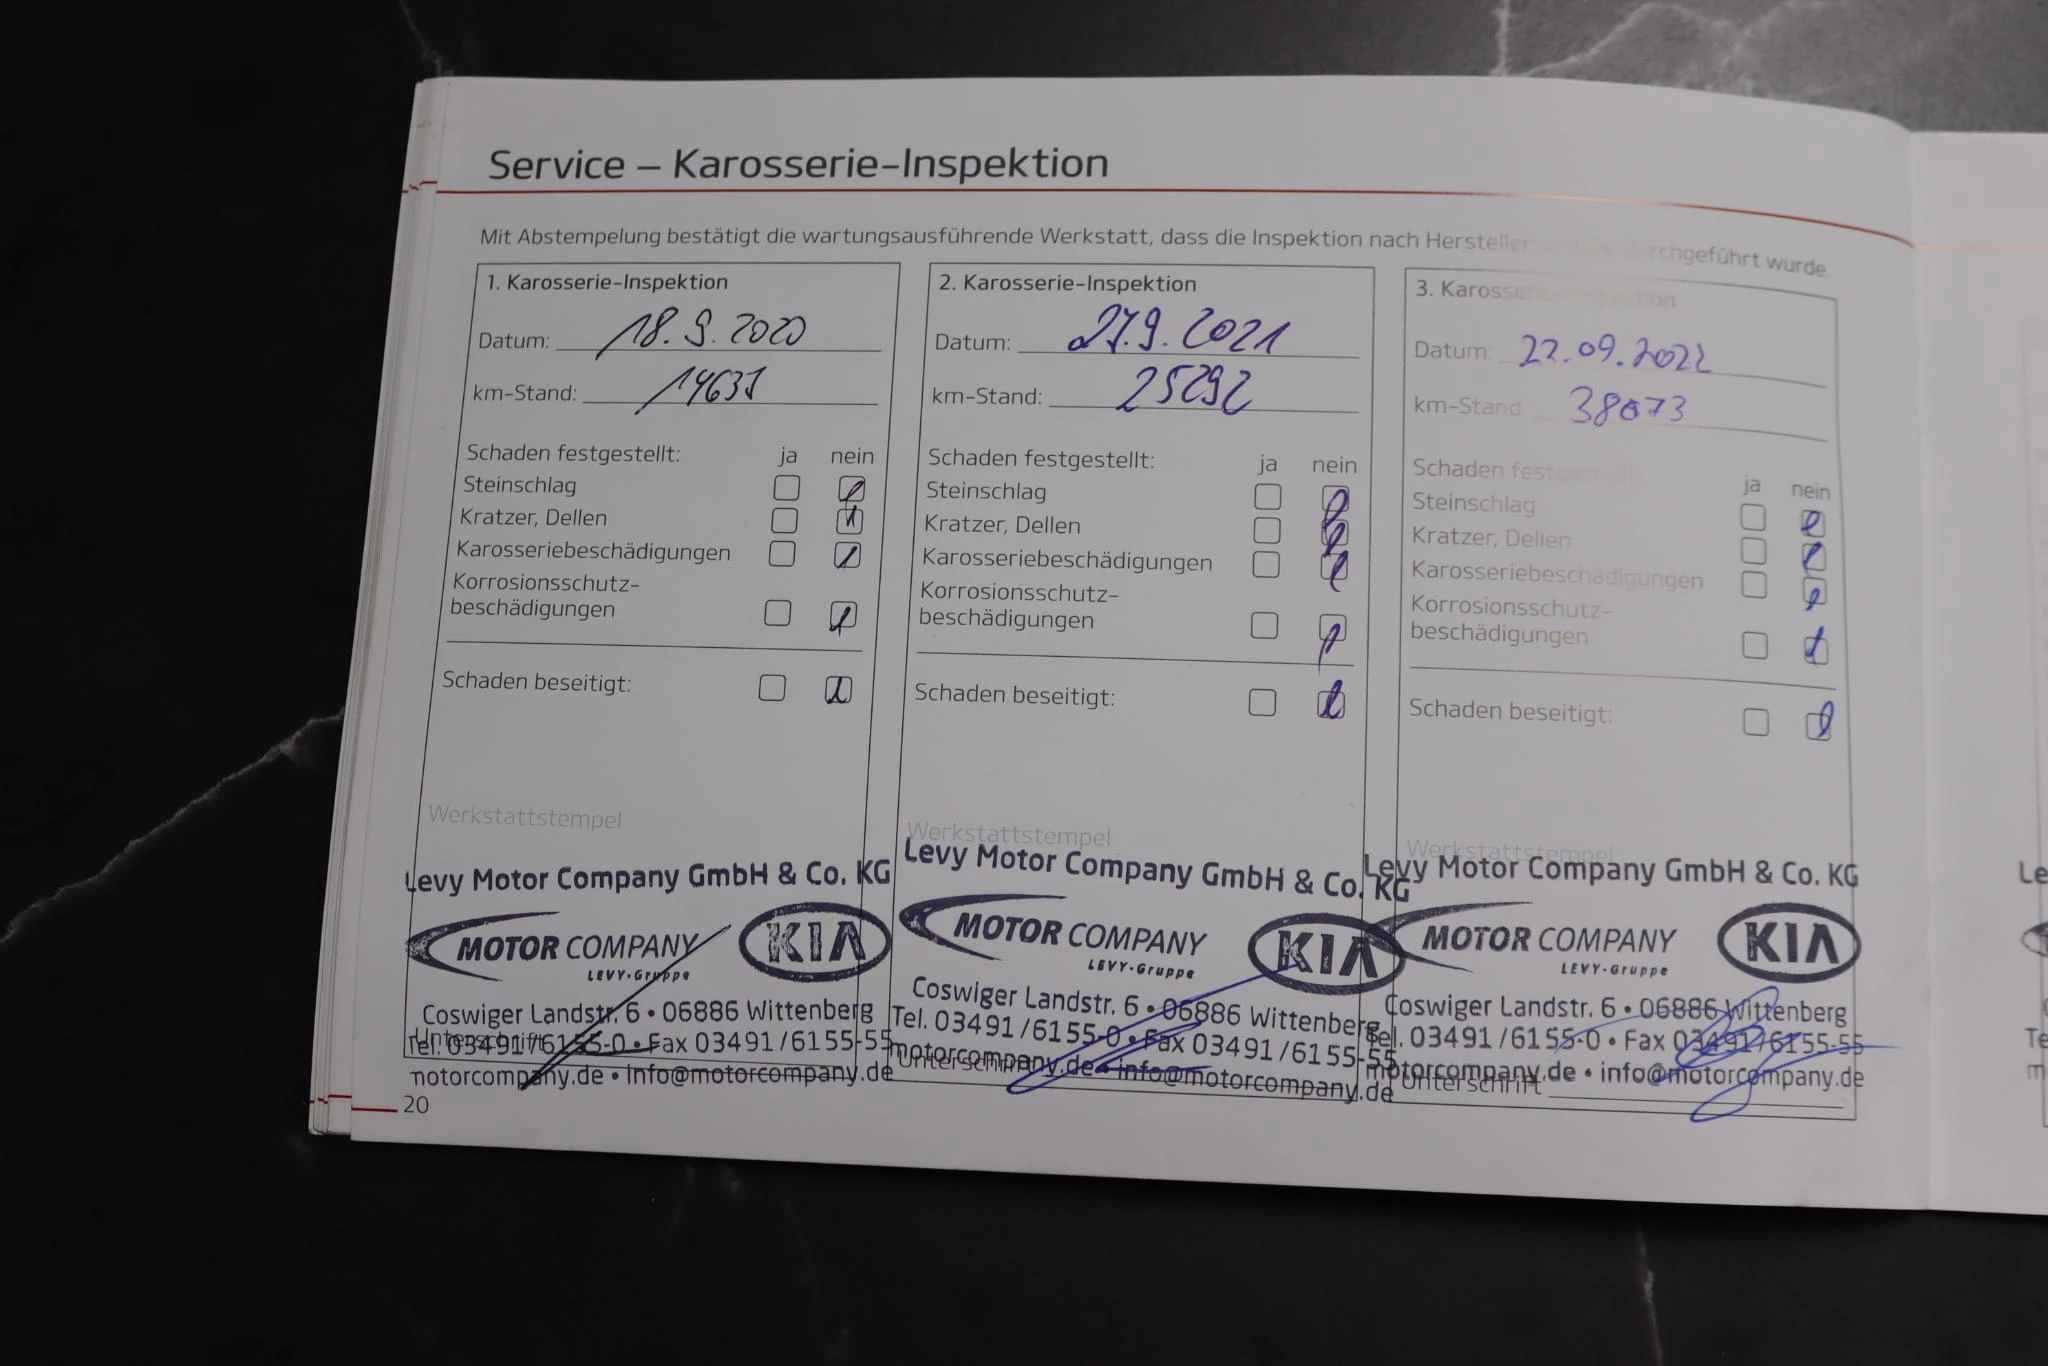 Service – Karosserie-Inspektion
Mit Abstempelung bestätigt die wartungsausführende Werkstatt, dass die Inspektion nach Hersteller durchgeführt wurde.
1. Karosserie-Inspektion
Datum: 18.9.2020
km-Stand: 14631
Schaden festgestellt: ja nein
Steinschlag
Kratzer, Dellen
Karosseriebeschädigungen
Korrosionsschutz-
beschädigungen
Schaden beseitigt:
Werkstattstempel
Levy Motor Company GmbH & Co. KG
MOTOR COMPANY KIA
LEVY-Gruppe
Coswiger Landstr. 6 • 06886 Wittenberg
Unterschrift
Tel. 03491/6155-0 • Fax 03491/6155-55
motorcompany.de • info@motorcompany.de
20
2. Karosserie-Inspektion
Datum: 27.9.2021
km-Stand: 25292
Schaden festgestellt: ja nein
Steinschlag
Kratzer, Dellen
Karosseriebeschädigungen
Korrosionsschutz-
beschädigungen
Schaden beseitigt:
Werkstattstempel
Levy Motor Company GmbH & Co. KG
MOTOR COMPANY KIA
LEVY-Gruppe
Coswiger Landstr. 6 • 06886 Wittenberg
Tel. 03491/6155-0 • Fax 03491/6155-55
motorcompany.de • info@motorcompany.de
Unterschrift
3. Karosserie-Inspektion
Datum: 22.09.2022
km-Stand 38073
Schaden festgestellt: ja nein
Steinschlag
Kratzer, Dellen
Karosseriebeschädigungen
Korrosionsschutz-
beschädigungen
Schaden beseitigt:
Werkstattstempel
Levy Motor Company GmbH & Co. KG
MOTOR COMPANY KIA
LEVY-Gruppe
Coswiger Landstr. 6 • 06886 Wittenberg
Tel. 03491/6155-0 • Fax 03491/6155-55
motorcompany.de • info@motorcompany.de
Unterschrift
Le
Te
m